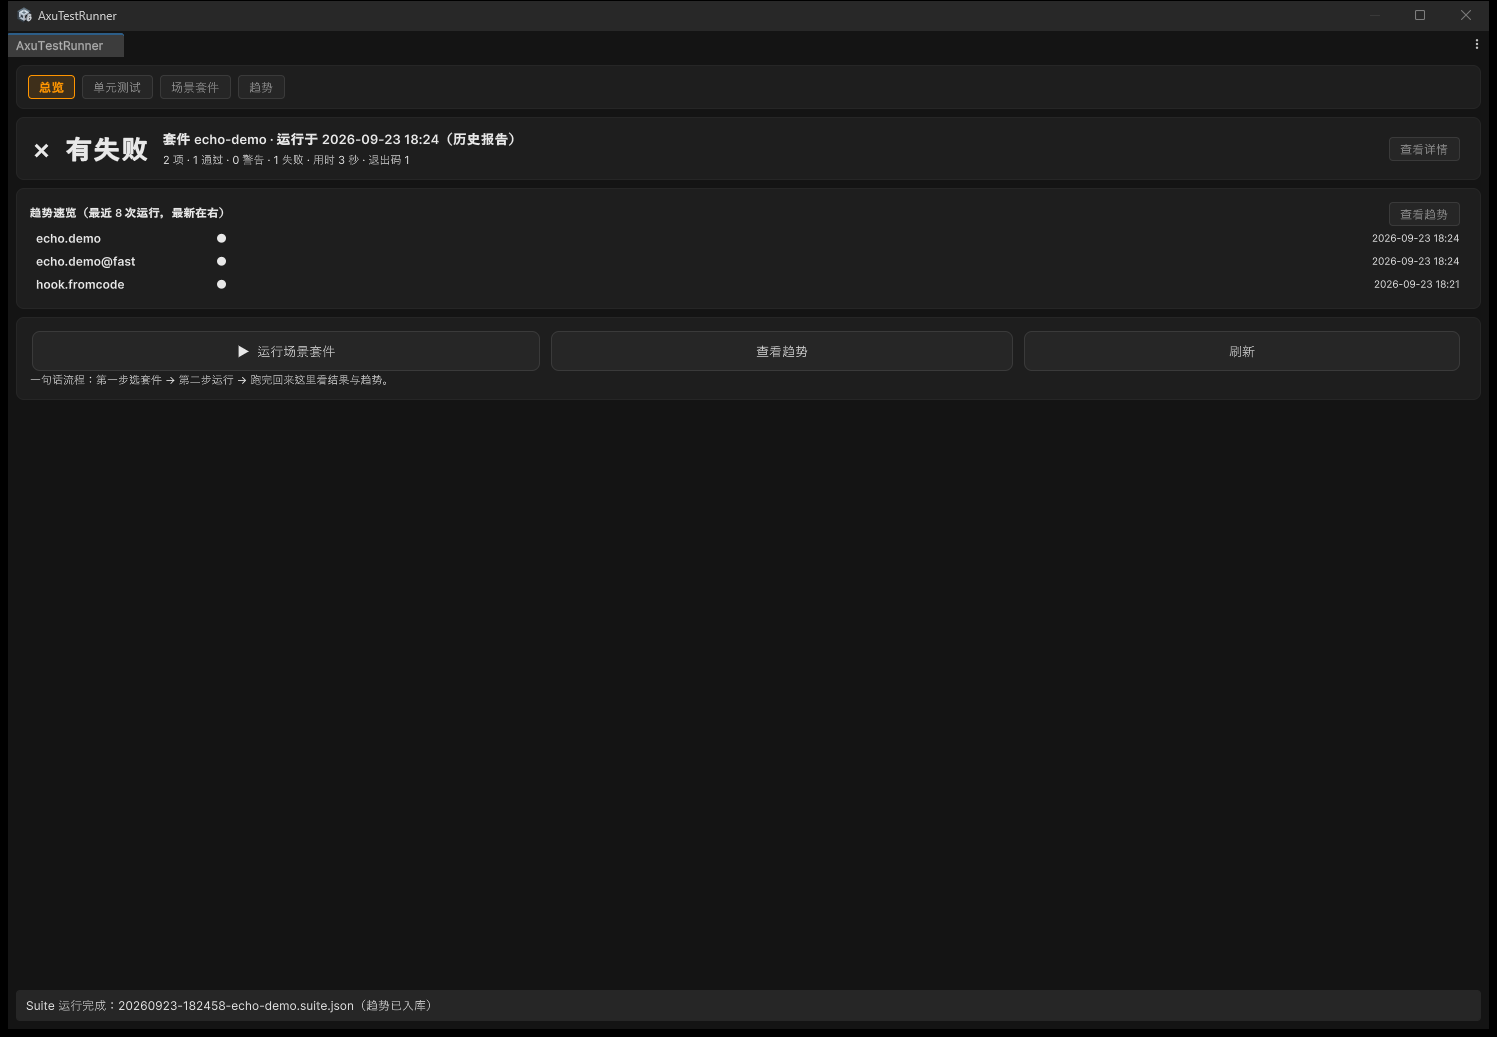 AxuTestRunner
AxuTestRunner
总览 单元测试 场景套件 趋势
× 有失败
套件 echo-demo · 运行于 2026-09-23 18:24（历史报告）
2 项 · 1 通过 · 0 警告 · 1 失败 · 用时 3 秒 · 退出码 1
查看详情
趋势速览（最近 8 次运行，最新在右）
查看趋势
echo.demo 2026-09-23 18:24
echo.demo@fast 2026-09-23 18:24
hook.fromcode 2026-09-23 18:21
▶ 运行场景套件 查看趋势 刷新
一句话流程：第一步选套件 → 第二步运行 → 跑完回来这里看结果与趋势。
Suite 运行完成：20260923-182458-echo-demo.suite.json（趋势已入库）